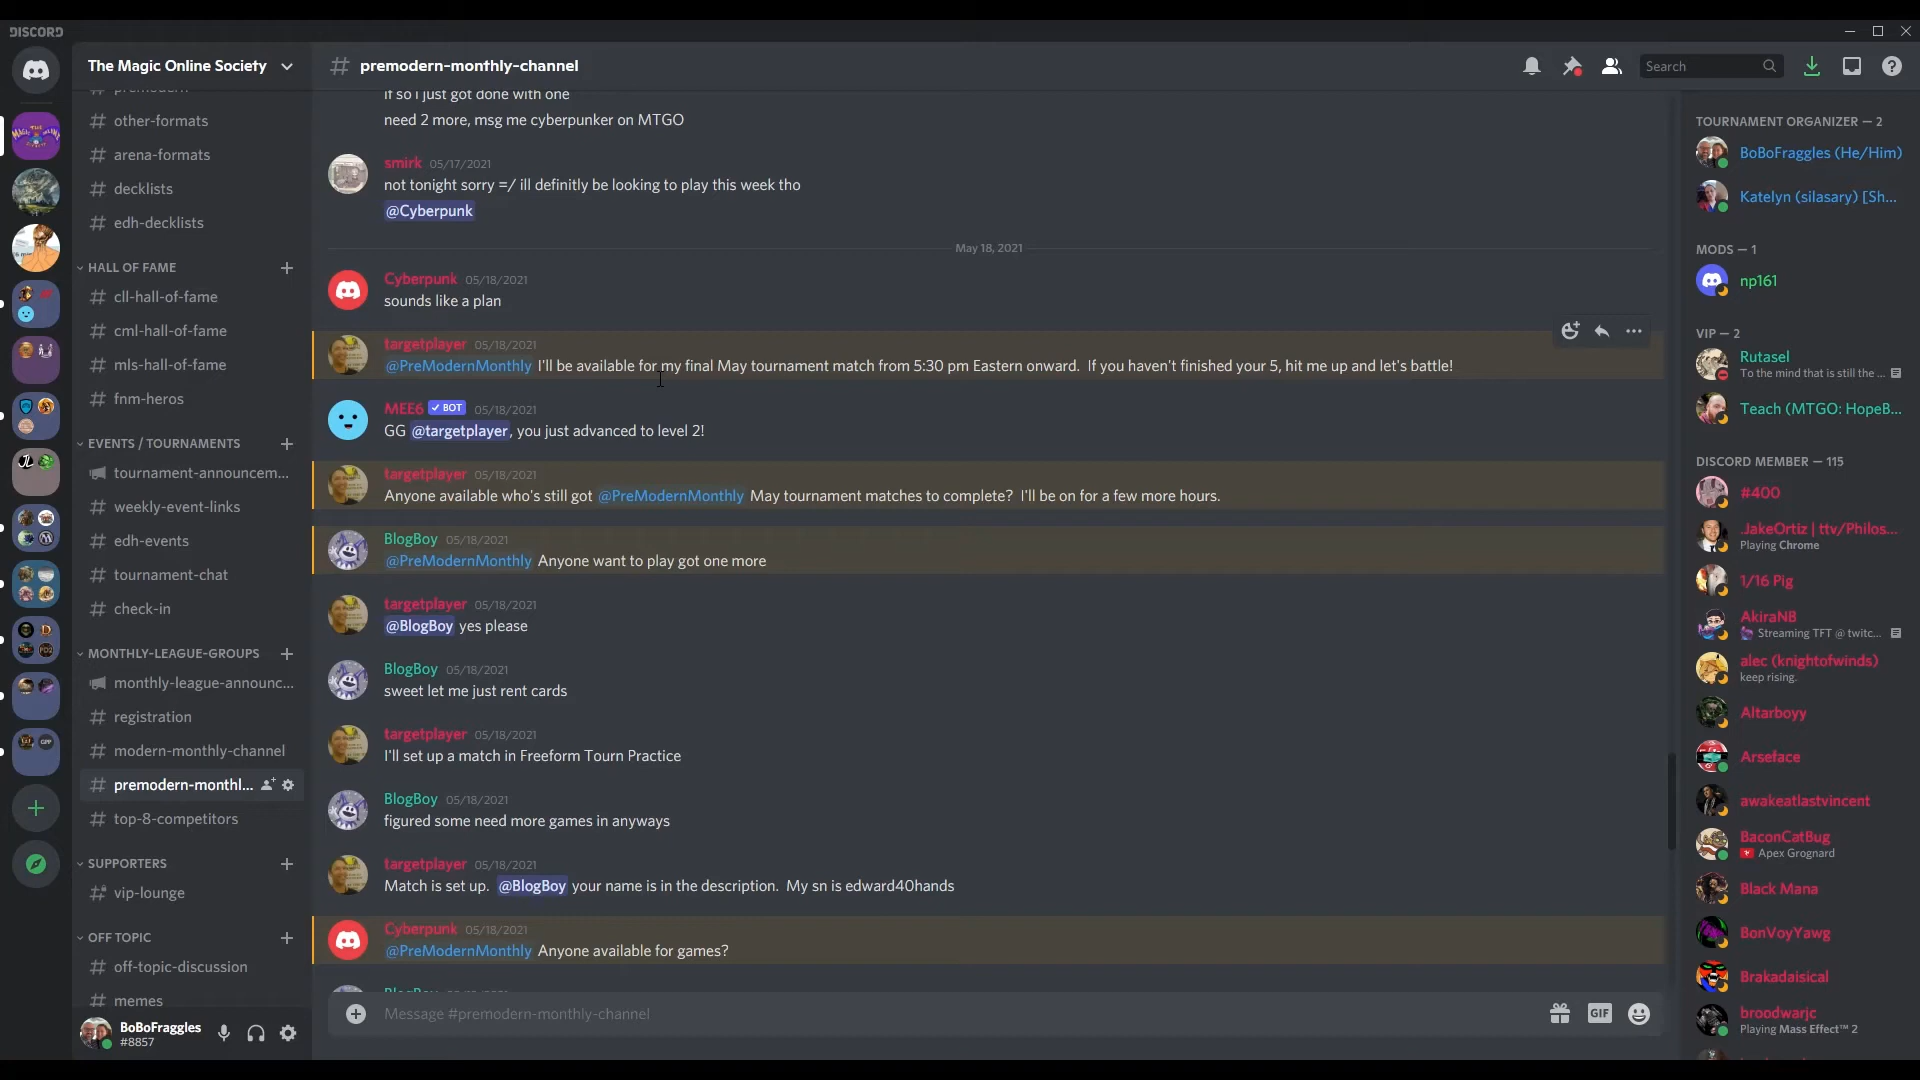 DISCORD
The Magic Online Society
premodern-monthly-channel
Search
other-formats
arena-formats
decklists
edh-decklists
HALL OF FAME
cll-hall-of-fame
cml-hall-of-fame
mls-hall-of-fame
fnm-heros
EVENTS / TOURNAMENTS
tournament-announcem...
weekly-event-links
edh-events
tournament-chat
check-in
MONTHLY-LEAGUE-GROUPS
monthly-league-announc...
registration
modern-monthly-channel
premodern-monthl...
top-8-competitors
SUPPORTERS
vip-lounge
OFF TOPIC
off-topic-discussion
memes
BoBoFraggles
#8857
if so i just got done with one
need 2 more, msg me cyberpunker on MTGO
smirk 05/17/2021
not tonight sorry =/ ill definitly be looking to play this week tho
@Cyberpunk
May 18, 2021
Cyberpunk 05/18/2021
sounds like a plan
targetplayer 05/18/2021
@PreModernMonthly I'll be available for my final May tournament match from 5:30 pm Eastern onward. If you haven't finished your 5, hit me up and let's battle!
MEE6 BOT 05/18/2021
GG @targetplayer, you just advanced to level 2!
targetplayer 05/18/2021
Anyone available who's still got @PreModernMonthly May tournament matches to complete? I'll be on for a few more hours.
BlogBoy 05/18/2021
@PreModernMonthly Anyone want to play got one more
targetplayer 05/18/2021
@BlogBoy yes please
BlogBoy 05/18/2021
sweet let me just rent cards
targetplayer 05/18/2021
I'll set up a match in Freeform Tourn Practice
BlogBoy 05/18/2021
figured some need more games in anyways
targetplayer 05/18/2021
Match is set up. @BlogBoy your name is in the description. My sn is edward40hands
Cyberpunk 05/18/2021
@PreModernMonthly Anyone available for games?
Message #premodern-monthly-channel
GIF
TOURNAMENT ORGANIZER — 2
BoBoFraggles (He/Him)
Katelyn (silasary) [Sh...
MODS — 1
np161
VIP — 2
Rutasel
To the mind that is still the ...
Teach (MTGO: HopeB...
DISCORD MEMBER — 115
#400
.JakeOrtiz | ttv/Philos...
Playing Chrome
1/16 Pig
AkiraNB
Streaming TFT @ twitc...
alec (knightofwinds)
keep rising.
Altarboyy
Arseface
awakeatlastvincent
BaconCatBug
Apex Grognard
Black Mana
BonVoyYawg
Brakadaisical
broodwarjc
Playing Mass Effect™ 2